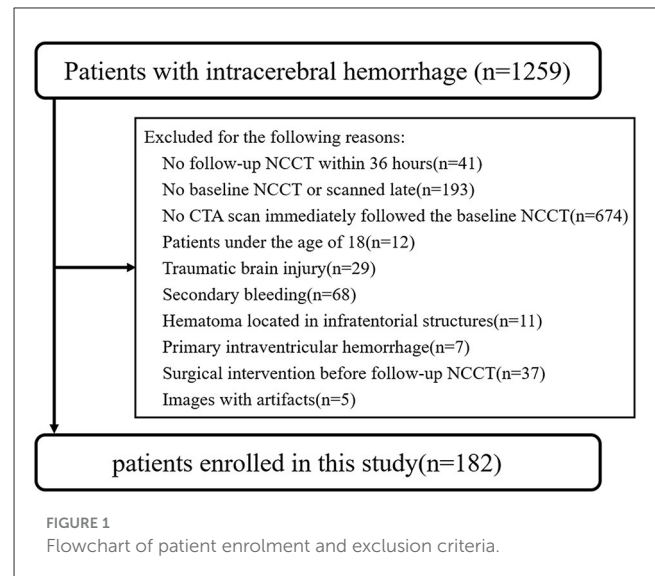 Patients with intracerebral hemorrhage (n=1259)
Excluded for the following reasons:
No follow-up NCCT within 36 hours(n=41)
No baseline NCCT or scanned late(n=193)
No CTA scan immediately followed the baseline NCCT(n=674)
Patients under the age of 18(n=12)
Traumatic brain injury(n=29)
Secondary bleeding(n=68)
Hematoma located in infratentorial structures(n=11)
Primary intraventricular hemorrhage(n=7)
Surgical intervention before follow-up NCCT(n=37)
Images with artifacts(n=5)
patients enrolled in this study(n=182)
FIGURE 1
Flowchart of patient enrolment and exclusion criteria.